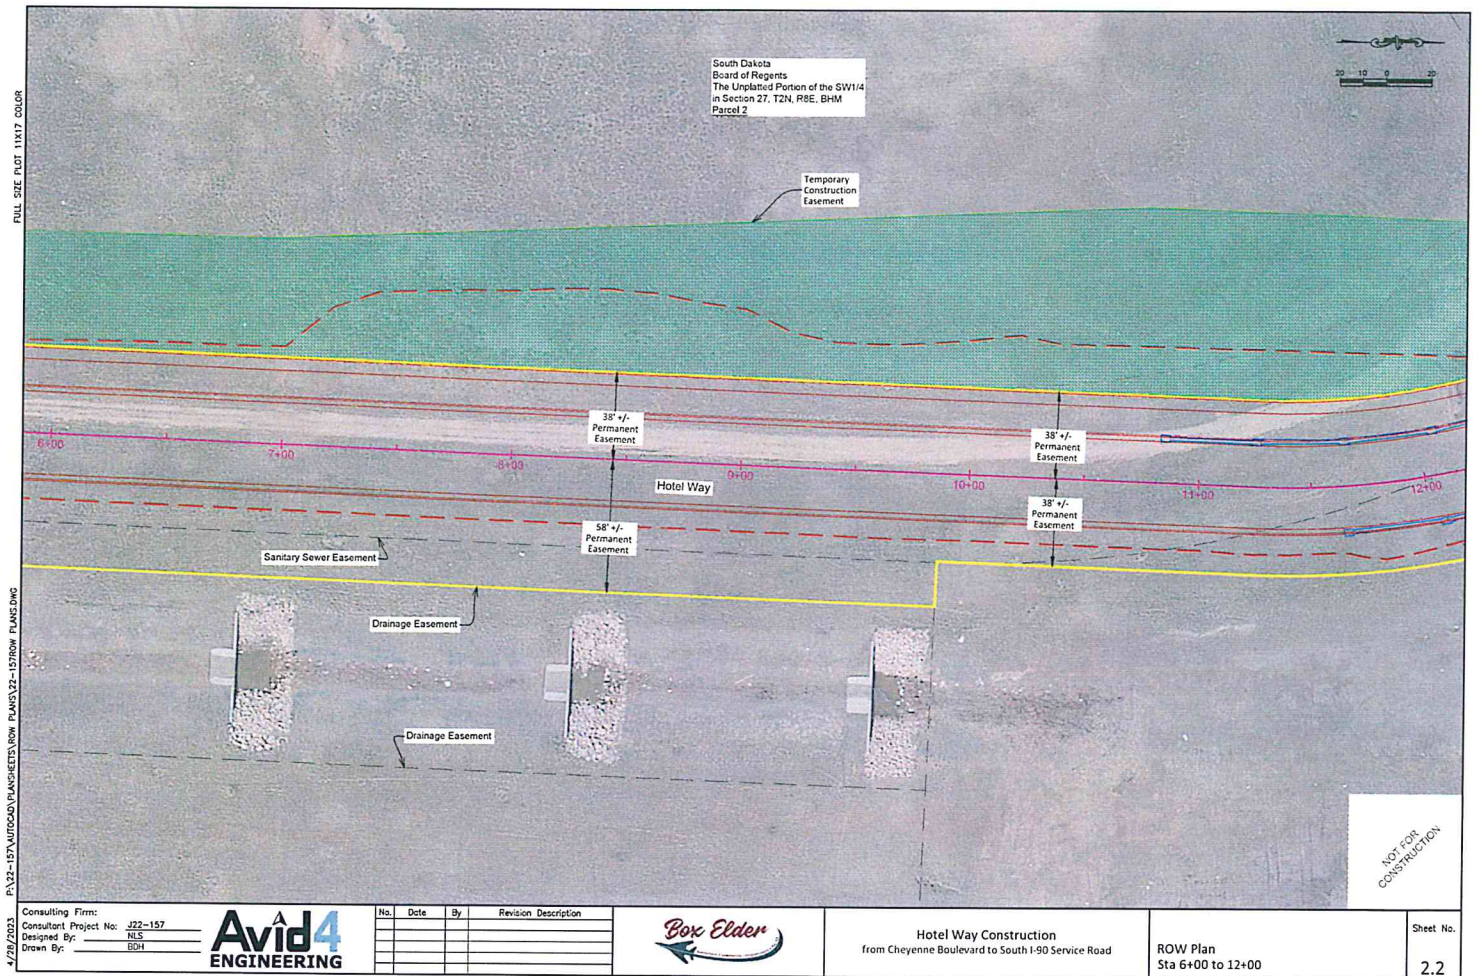 FULL SIZE PLOT 11X17 COLOR
P:\22-157\AUTOCAD\PLANSHEETS\ROW PLANS\22-157ROW PLANS.DWG
4/28/2023
South Dakota
Board of Regents
The Unplatted Portion of the SW1/4
in Section 27, T2N, R8E, BHM
Parcel 2
20 10 0 20
Temporary
Construction
Easement
38' +/-
Permanent
Easement
38' +/-
Permanent
Easement
6+00
7+00
8+00
9+00
10+00
11+00
12+00
Hotel Way
58' +/-
Permanent
Easement
38' +/-
Permanent
Easement
Sanitary Sewer Easement
Drainage Easement
Drainage Easement
NOT FOR
CONSTRUCTION
Consulting Firm:
Consultant Project No: J22-157
Designed By: NLS
Drawn By: BDH
Avid4
ENGINEERING
No. Date By Revision Description
Box Elder
Hotel Way Construction
from Cheyenne Boulevard to South I-90 Service Road
ROW Plan
Sta 6+00 to 12+00
Sheet No.
2.2